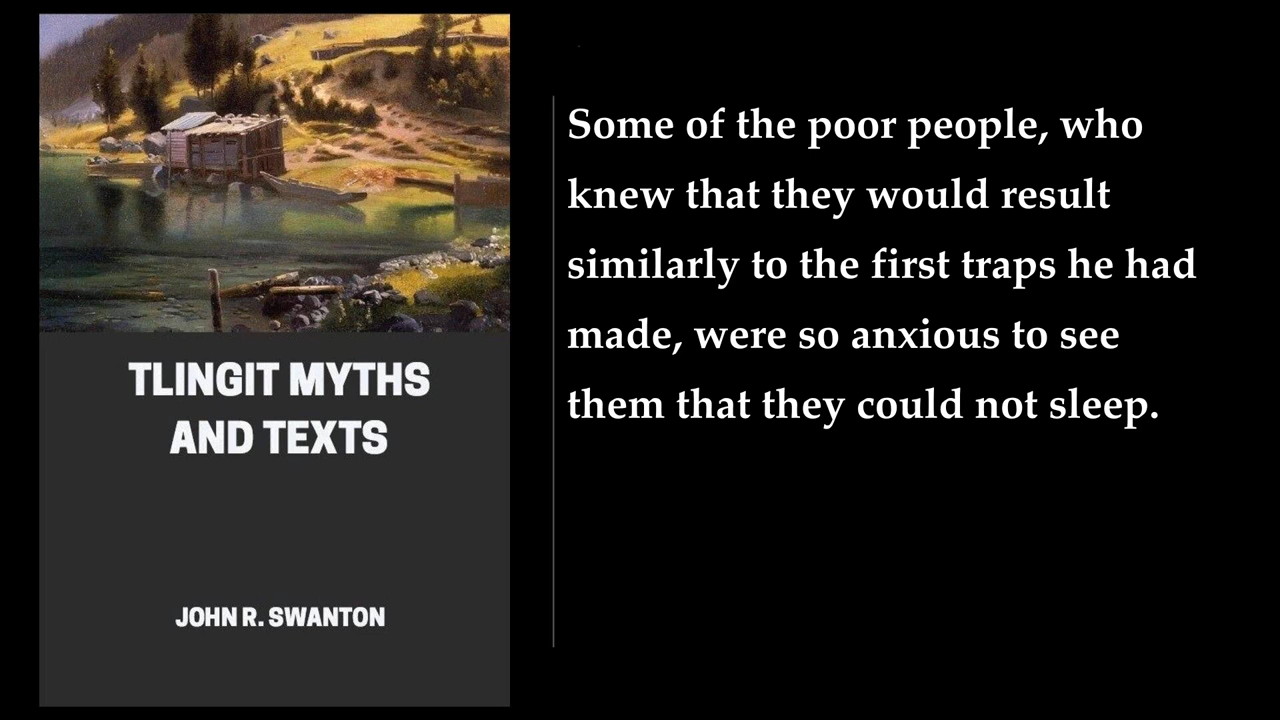 TLINGIT MYTHS
AND TEXTS
JOHN R. SWANTON
Some of the poor people, who
knew that they would result
similarly to the first traps he had
made, were so anxious to see
them that they could not sleep.